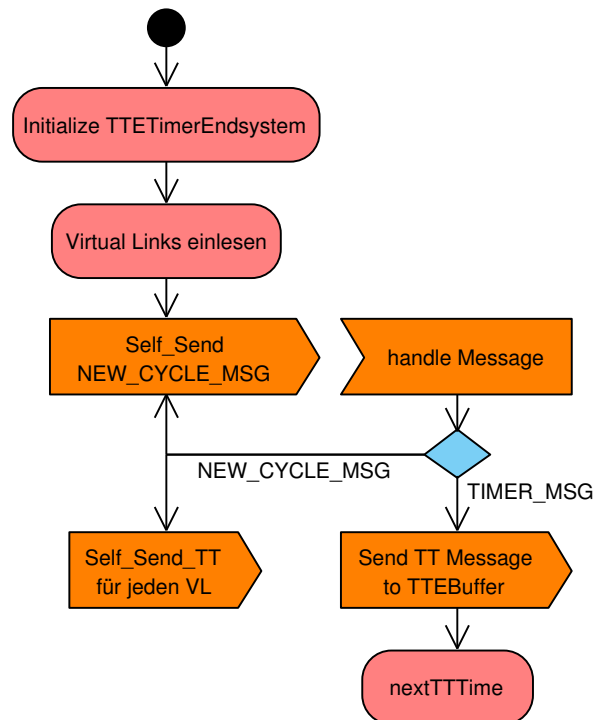 Initialize TTETimerEndsystem
Virtual Links einlesen
Self_Send
NEW_CYCLE_MSG
handle Message
NEW_CYCLE_MSG
TIMER_MSG
Self_Send_TT
für jeden VL
Send TT Message
to TTEBuffer
nextTTTime